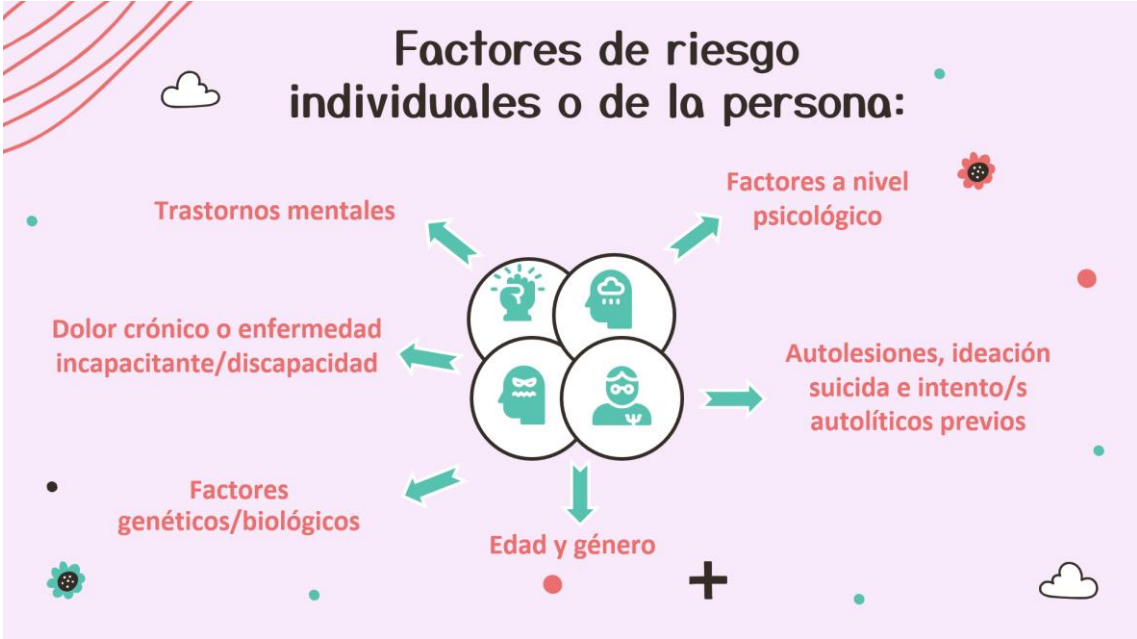 Factores de riesgo
individuales o de la persona:
Factores a nivel
psicológico
Trastornos mentales
Dolor crónico o enfermedad
incapacitante/discapacidad
Autolesiones, ideación
suicida e intento/s
autolíticos previos
Factores
genéticos/biológicos
Edad y género